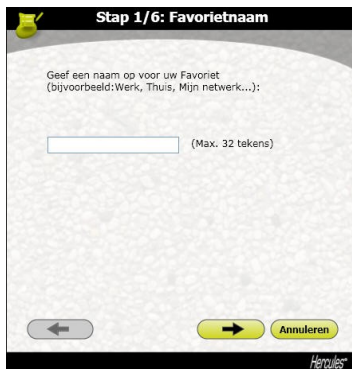 Stap 1/6: Favorietnaam
Geef een naam op voor uw Favoriet
(bijvoorbeeld:Werk, Thuis, Mijn netwerk...):
(Max. 32 tekens)
Annuleren
Hercules